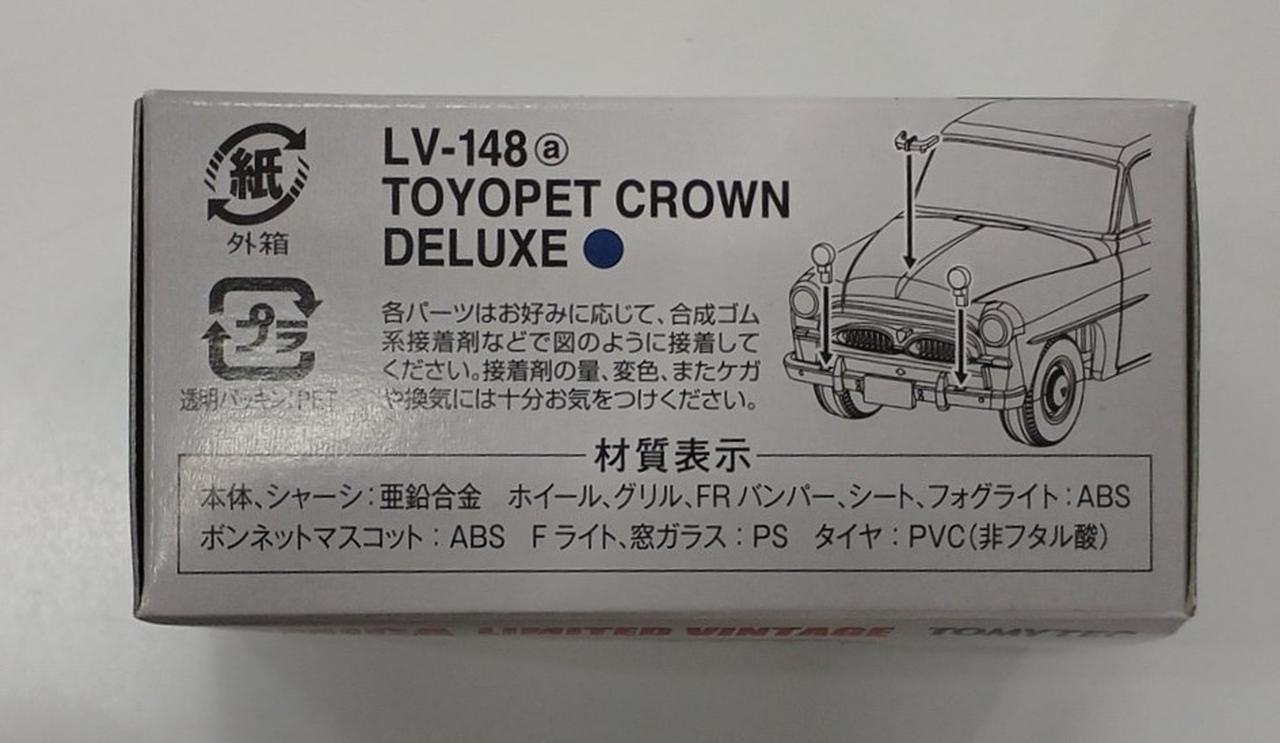 紙
外箱
プラ
透明パッキン:PET
LV-148ⓐ
TOYOPET CROWN
DELUXE
各パーツはお好みに応じて、合成ゴム
系接着剤などで図のように接着して
ください。接着剤の量、変色、またケガ
や換気には十分お気をつけください。
材質表示
本体、シャーシ:亜鉛合金 ホイール、グリル、FRバンパー、シート、フォグライト:ABS
ボンネットマスコット:ABS Fライト、窓ガラス:PS タイヤ:PVC(非フタル酸)
LIMITED VINTAGE TOMYTEC